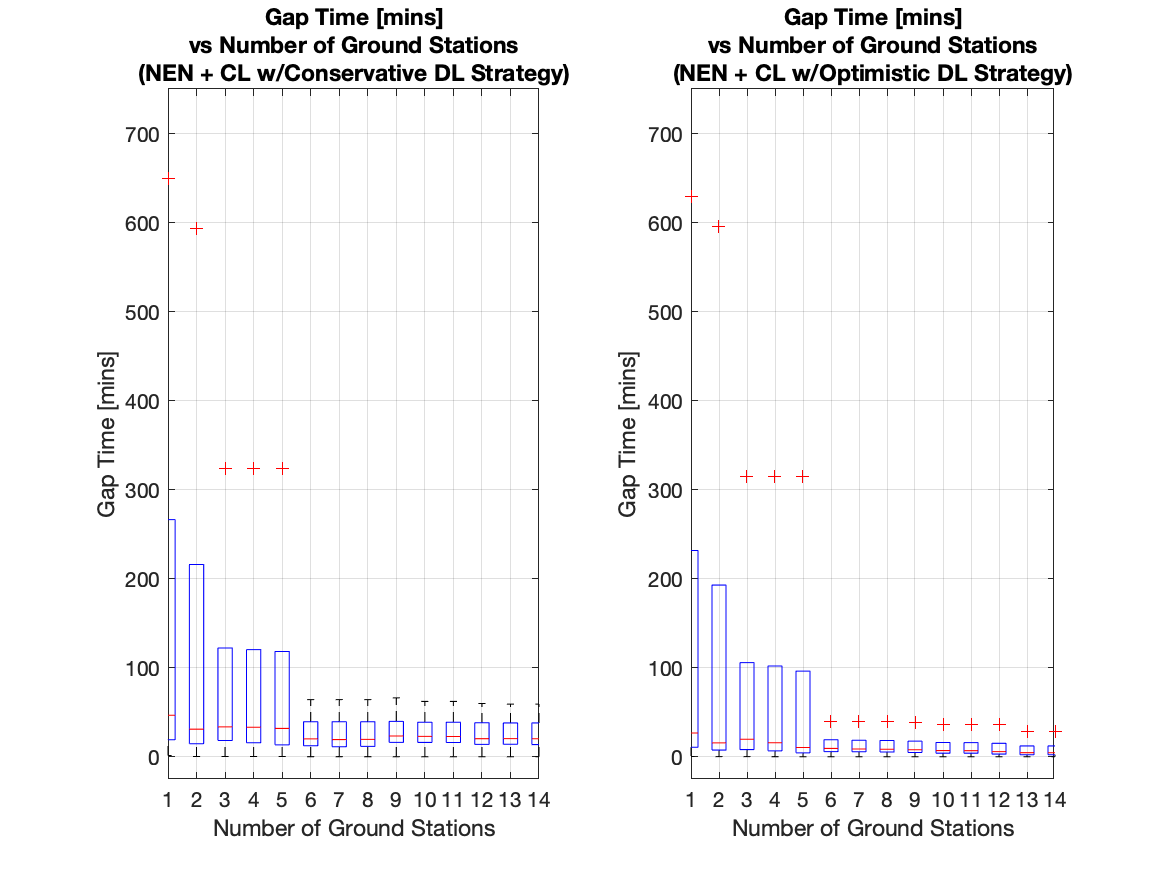 Gap Time [mins]
vs Number of Ground Stations
(NEN + CL w/Conservative DL Strategy)
700
600
500
400
300
200
100
0
Gap Time [mins]
1 2 3 4 5 6 7 8 9 10 11 12 13 14
Number of Ground Stations
Gap Time [mins]
vs Number of Ground Stations
(NEN + CL w/Optimistic DL Strategy)
700
600
500
400
300
200
100
0
Gap Time [mins]
1 2 3 4 5 6 7 8 9 10 11 12 13 14
Number of Ground Stations